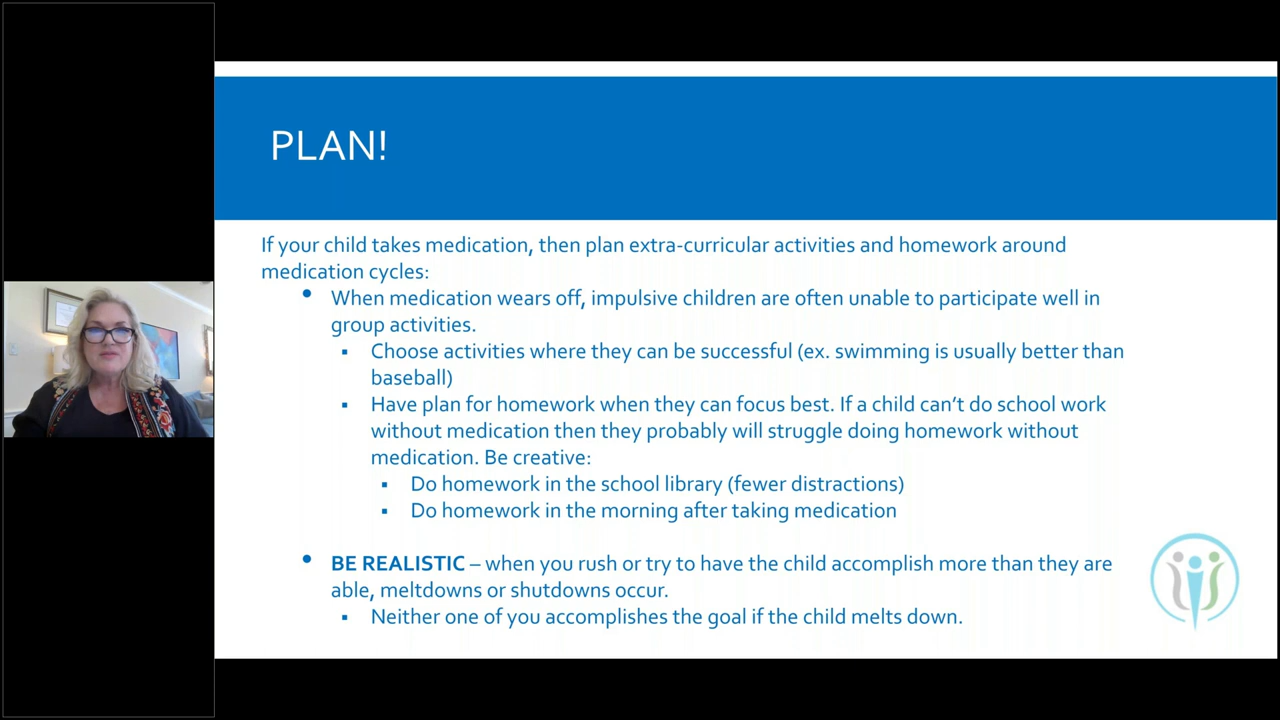 PLAN!
If your child takes medication, then plan extra-curricular activities and homework around
medication cycles:
• When medication wears off, impulsive children are often unable to participate well in
group activities.
▪ Choose activities where they can be successful (ex. swimming is usually better than
baseball)
▪ Have plan for homework when they can focus best. If a child can't do school work
without medication then they probably will struggle doing homework without
medication. Be creative:
▪ Do homework in the school library (fewer distractions)
▪ Do homework in the morning after taking medication
• BE REALISTIC – when you rush or try to have the child accomplish more than they are
able, meltdowns or shutdowns occur.
▪ Neither one of you accomplishes the goal if the child melts down.